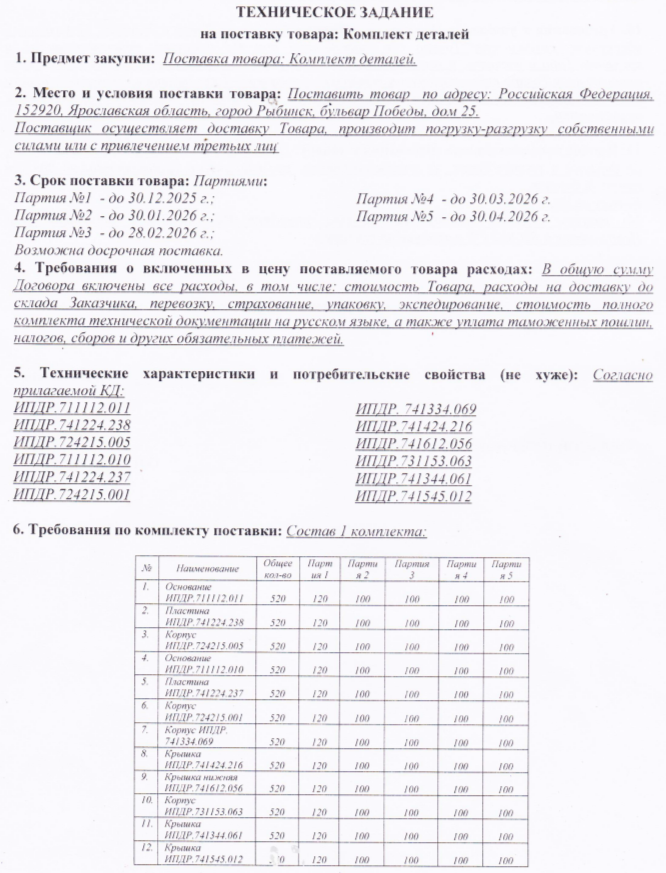 ТЕХНИЧЕСКОЕ ЗАДАНИЕ
на поставку товара: Комплект деталей
1. Предмет закупки: Поставка товара: Комплект деталей.
2. Место и условия поставки товара: Поставить товар по адресу: Российская Федерация,
152920, Ярославская область, город Рыбинск, бульвар Победы, дом 25.
Поставщик осуществляет доставку Товара, производит погрузку-разгрузку собственными
силами или с привлечением третьих лиц
3. Срок поставки товара: Партиями:
Партия №1 - до 30.12.2025 г.; Партия №4 - до 30.03.2026 г.
Партия №2 - до 30.01.2026 г.; Партия №5 - до 30.04.2026 г.
Партия №3 - до 28.02.2026 г.;
Возможна досрочная поставка.
4. Требования о включенных в цену поставляемого товара расходах: В общую сумму
Договора включены все расходы, в том числе: стоимость Товара, расходы на доставку до
склада Заказчика, перевозку, страхование, упаковку, экспедирование, стоимость полного
комплекта технической документации на русском языке, а также уплата таможенных пошлин,
налогов, сборов и других обязательных платежей.
5. Технические характеристики и потребительские свойства (не хуже): Согласно
прилагаемой КД:
ИПДР.711112.011 ИПДР. 741334.069
ИПДР.741224.238 ИПДР.741424.216
ИПДР.724215.005 ИПДР.741612.056
ИПДР.711112.010 ИПДР.731153.063
ИПДР.741224.237 ИПДР.741344.061
ИПДР.724215.001 ИПДР.741545.012
6. Требования по комплекту поставки: Состав 1 комплекта:
№ Наименование Общее кол-во Парт ия 1 Парти я 2 Партия 3 Парти я 4 Парти я 5
1. Основание
ИПДР.711112.011 520 120 100 100 100 100
2. Пластина
ИПДР.741224.238 520 120 100 100 100 100
3. Корпус
ИПДР.724215.005 520 120 100 100 100 100
4. Основание
ИПДР.711112.010 520 120 100 100 100 100
5. Пластина
ИПДР.741224.237 520 120 100 100 100 100
6. Корпус
ИПДР.724215.001 520 120 100 100 100 100
7. Корпус ИПДР.
741334.069 520 120 100 100 100 100
8. Крышка
ИПДР.741424.216 520 120 100 100 100 100
9. Крышка нижняя
ИПДР.741612.056 520 120 100 100 100 100
10. Корпус
ИПДР.731153.063 520 120 100 100 100 100
11. Крышка
ИПДР.741344.061 520 120 100 100 100 100
12. Крышка
ИПДР.741545.012 120 100 100 100 100